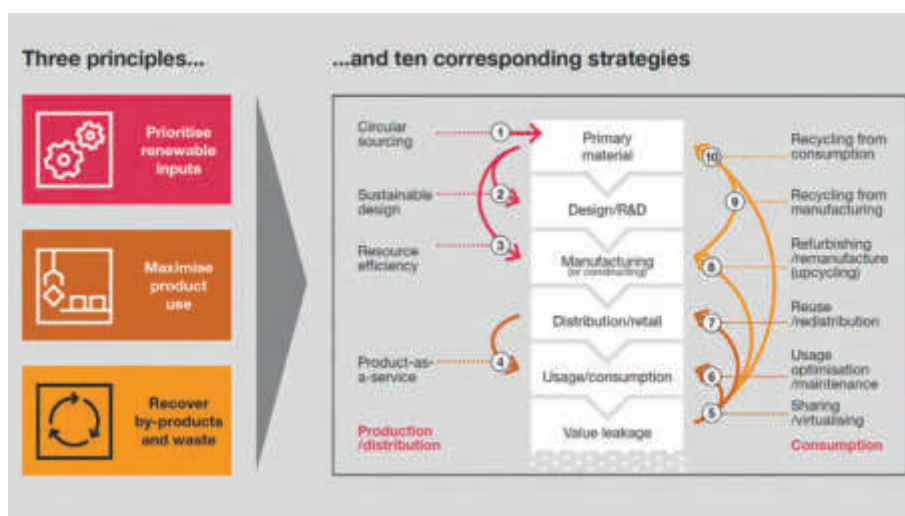 Three principles...
Prioritise
renewable
inputs
Maximise
product
use
Recover
by-products
and waste
...and ten corresponding strategies
Circular
sourcing
1
Sustainable
design
2
Resource
efficiency
3
Product-as-
a-service
4
Production
/distribution
Primary
material
Design/R&D
Manufacturing
(or constructing)
Distribution/retail
Usage/consumption
Value leakage
10
Recycling from
consumption
9
Recycling from
manufacturing
8
Refurbishing
/remanufacture
(upcycling)
7
Reuse
/redistribution
6
Usage
optimisation
/maintenance
5
Sharing
/virtualising
Consumption